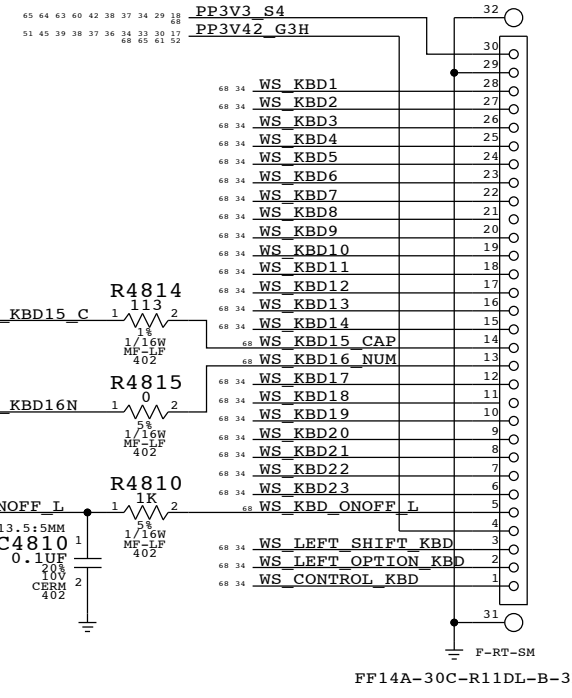 65 64 63 60 42 38 37 34 29 18 PP3V3_S4
68
51 45 39 38 37 36 34 33 30 17 PP3V42_G3H
68 65 61 52
32
30
29
68 34 WS_KBD1 28
68 34 WS_KBD2 27
68 34 WS_KBD3 26
68 34 WS_KBD4 25
68 34 WS_KBD5 24
68 34 WS_KBD6 23
68 34 WS_KBD7 22
68 34 WS_KBD8 21
68 34 WS_KBD9 20
68 34 WS_KBD10 19
68 34 WS_KBD11 18
68 34 WS_KBD12 17
68 34 WS_KBD13 16
68 34 WS_KBD14 15
68 WS_KBD15_CAP 14
68 WS_KBD16_NUM 13
68 34 WS_KBD17 12
68 34 WS_KBD18 11
68 34 WS_KBD19 10
68 34 WS_KBD20 9
68 34 WS_KBD21 8
68 34 WS_KBD22 7
68 34 WS_KBD23 6
68 WS_KBD_ONOFF_L 5
4
68 34 WS_LEFT_SHIFT_KBD 3
68 34 WS_LEFT_OPTION_KBD 2
68 34 WS_CONTROL_KBD 1
31
F-RT-SM
FF14A-30C-R11DL-B-3
R4814
113
_KBD15_C 1 2
1%
1/16W
MF-LF
402
R4815
0
_KBD16N 1 2
5%
1/16W
MF-LF
402
R4810
1K
NOFF_L 1 2
5%
1/16W
MF-LF
402
13.5:5MM
C4810 1
0.1UF
20%
10V 2
CERM
402